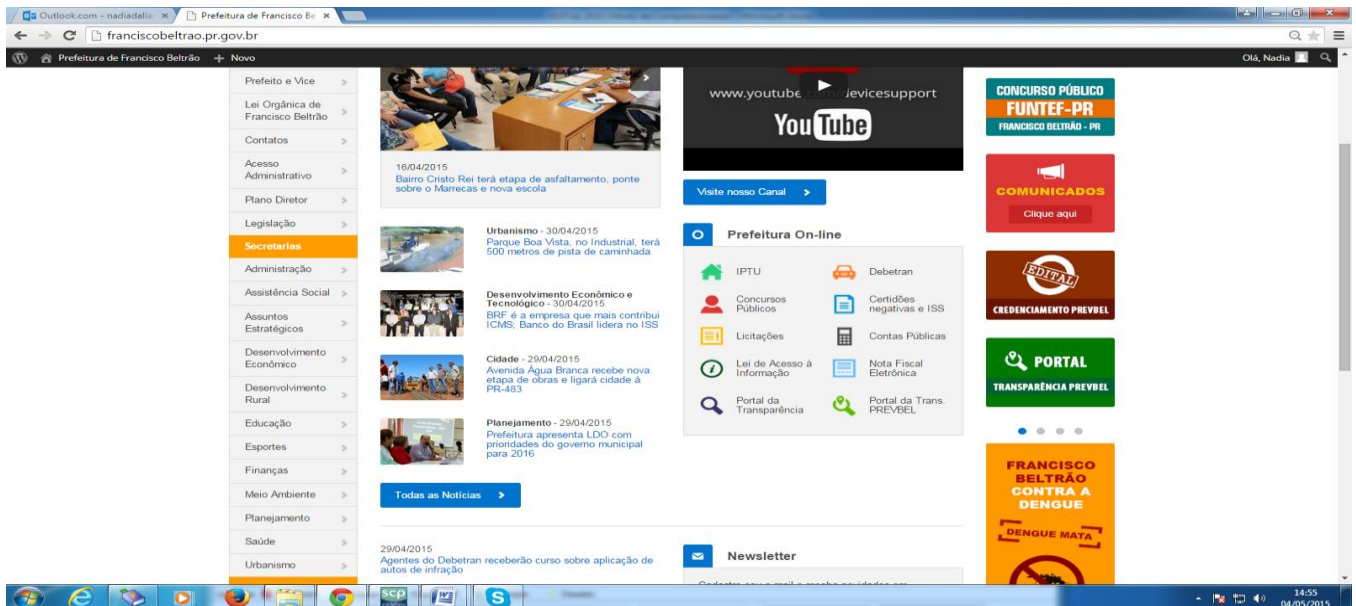 Outlook.com - nadiadalla
Prefeitura de Francisco Be
franciscobeltrao.pr.gov.br
Prefeitura de Francisco Beltrão
+ Novo
Olá, Nadia
Prefeito e Vice
Lei Orgânica de
Francisco Beltrão
Contatos
Acesso
Administrativo
Plano Diretor
Legislação
Secretarias
Administração
Assistência Social
Assuntos
Estratégicos
Desenvolvimento
Econômico
Desenvolvimento
Rural
Educação
Esportes
Finanças
Meio Ambiente
Planejamento
Saúde
Urbanismo
16/04/2015
Bairro Cristo Rei terá etapa de asfaltamento, ponte
sobre o Marrecas e nova escola
Urbanismo - 30/04/2015
Parque Boa Vista, no Industrial, terá
500 metros de pista de caminhada
Desenvolvimento Econômico e
Tecnológico - 30/04/2015
BRF é a empresa que mais contribui
ICMS; Banco do Brasil lidera no ISS
Cidade - 29/04/2015
Avenida Água Branca recebe nova
etapa de obras e ligará cidade à
PR-483
Planejamento - 29/04/2015
Prefeitura apresenta LDO com
prioridades do governo municipal
para 2016
Todas as Notícias
29/04/2015
Agentes do Debetran receberão curso sobre aplicação de
autos de infração
www.youtube.com/devicesupport
YouTube
Visite nosso Canal
Prefeitura On-line
IPTU
Debetran
Concursos
Públicos
Certidões
negativas e ISS
Licitações
Contas Públicas
Lei de Acesso à
Informação
Nota Fiscal
Eletrônica
Portal da
Transparência
Portal da Trans.
PREVBEL
Newsletter
CONCURSO PÚBLICO
FUNTEF-PR
FRANCISCO BELTRÃO - PR
COMUNICADOS
Clique aqui
EDITAL
CREDENCIAMENTO PREVBEL
PORTAL
TRANSPARÊNCIA PREVBEL
FRANCISCO
BELTRÃO
CONTRA A
DENGUE
DENGUE MATA
SCP
14:55
04/05/2015